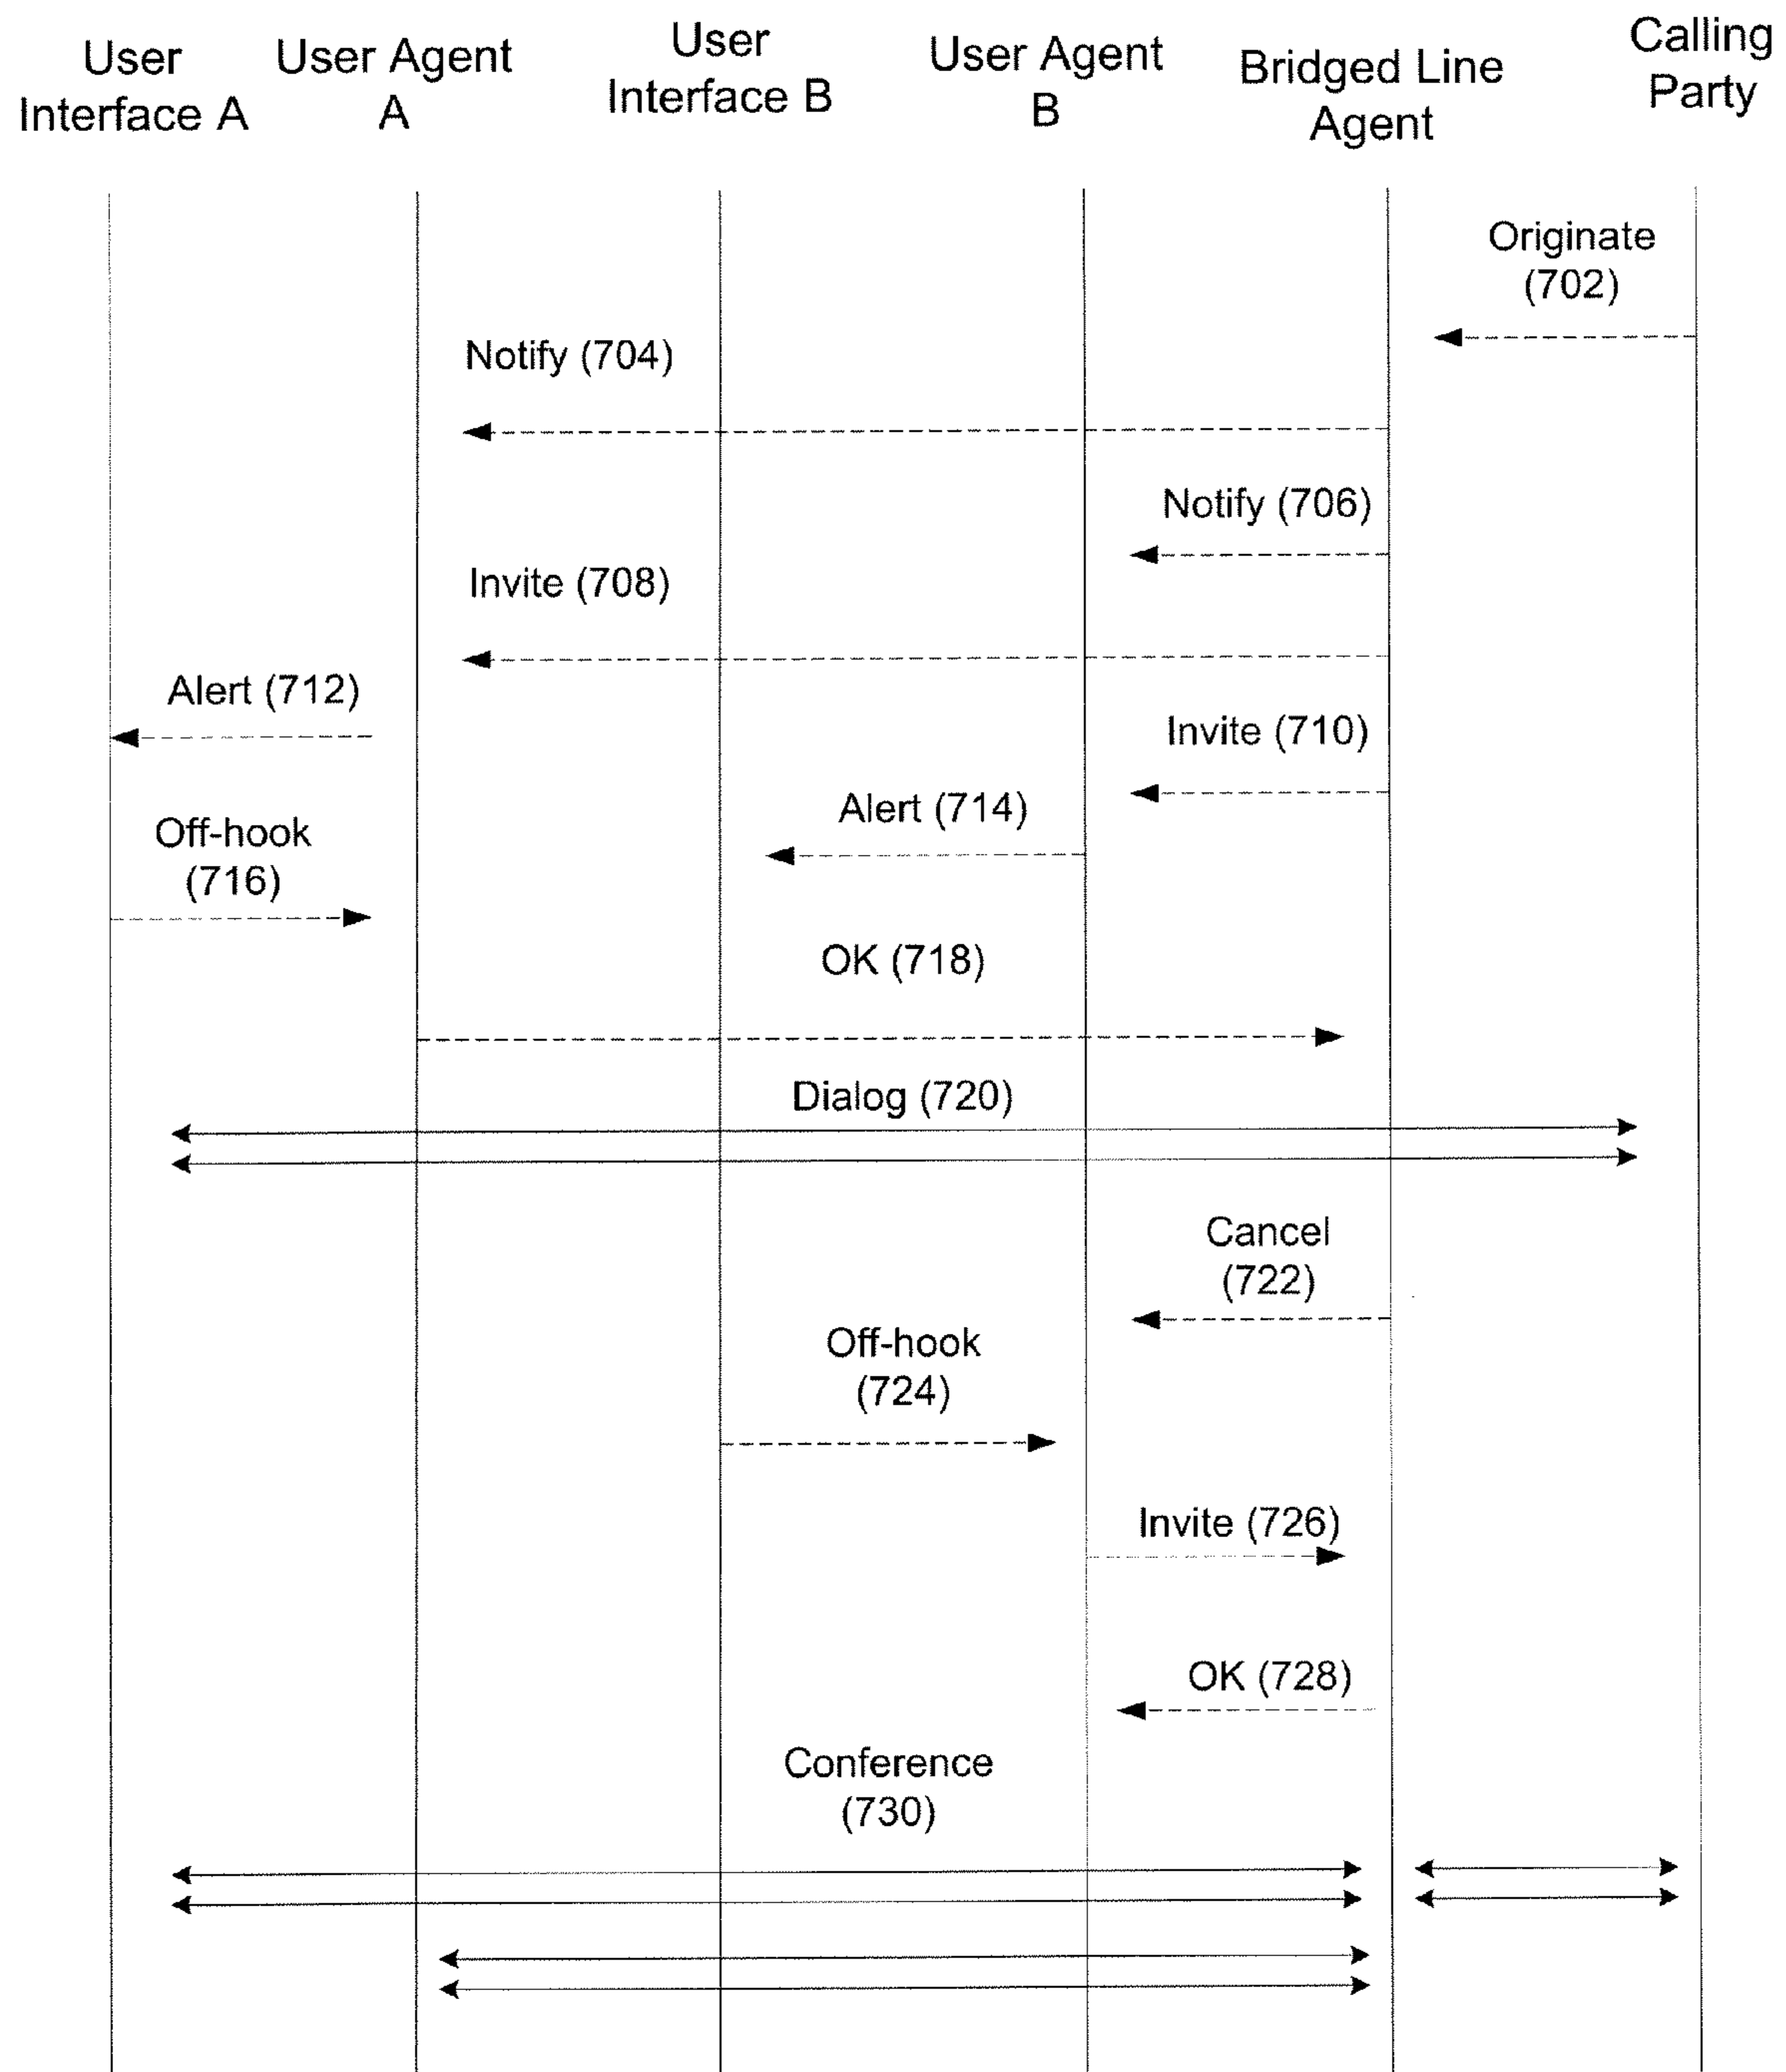 User
Interface A
User Agent
A
User
Interface B
User Agent
B
Bridged Line
Agent
Calling
Party
Originate
(702)
Notify (704)
Notify (706)
Invite (708)
Alert (712)
Invite (710)
Alert (714)
Off-hook
(716)
OK (718)
Dialog (720)
Cancel
(722)
Off-hook
(724)
Invite (726)
OK (728)
Conference
(730)